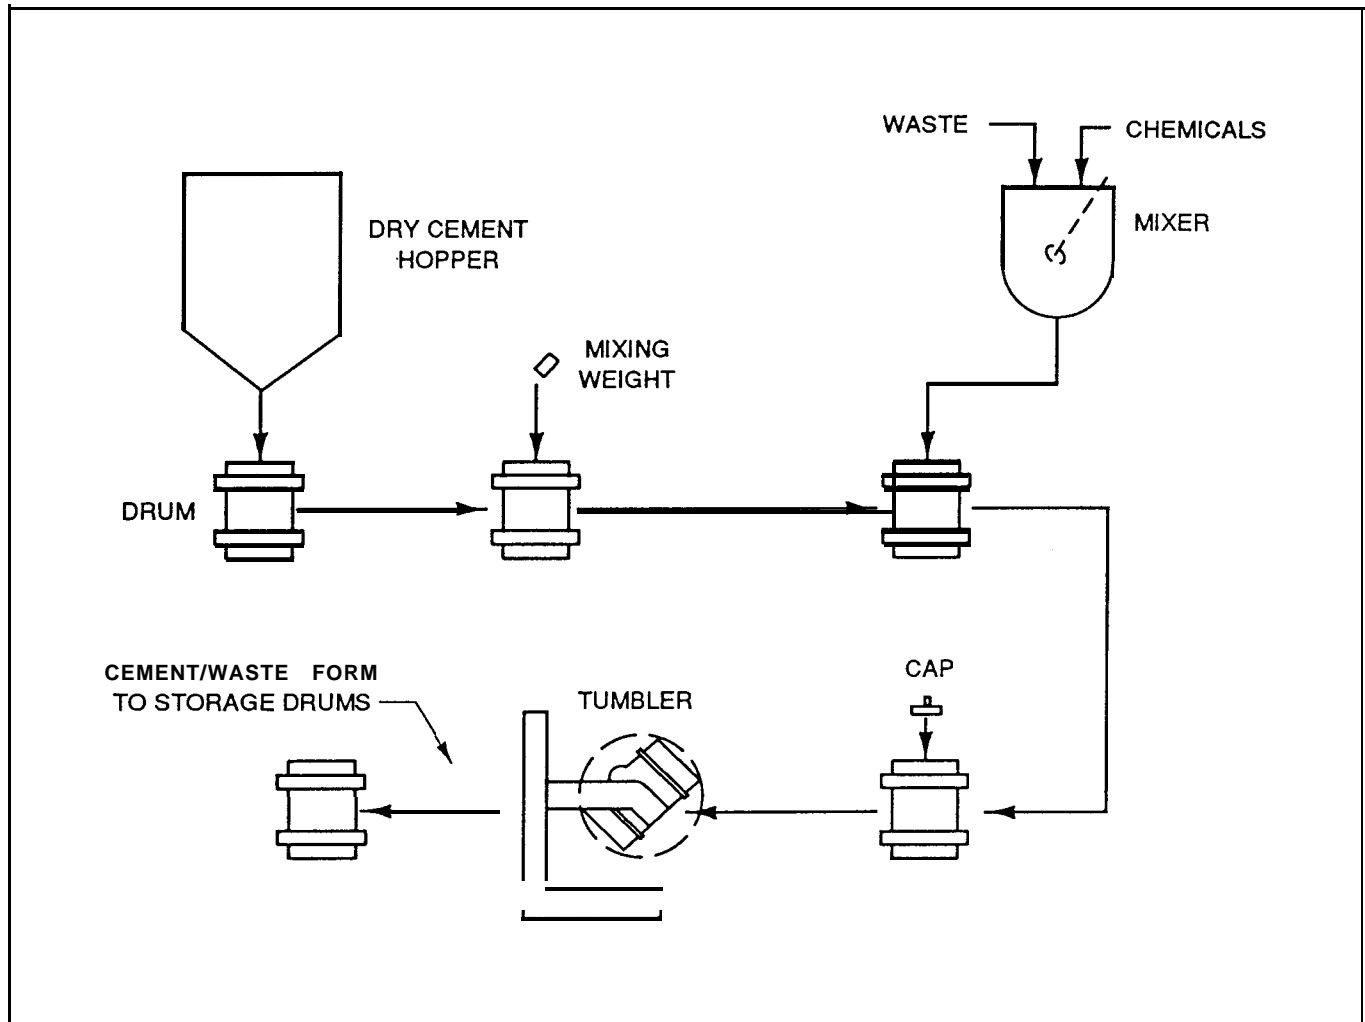 WASTE
CHEMICALS
MIXER
DRY CEMENT
HOPPER
MIXING
WEIGHT
DRUM
CEMENT/WASTE FORM
TO STORAGE DRUMS
TUMBLER
CAP